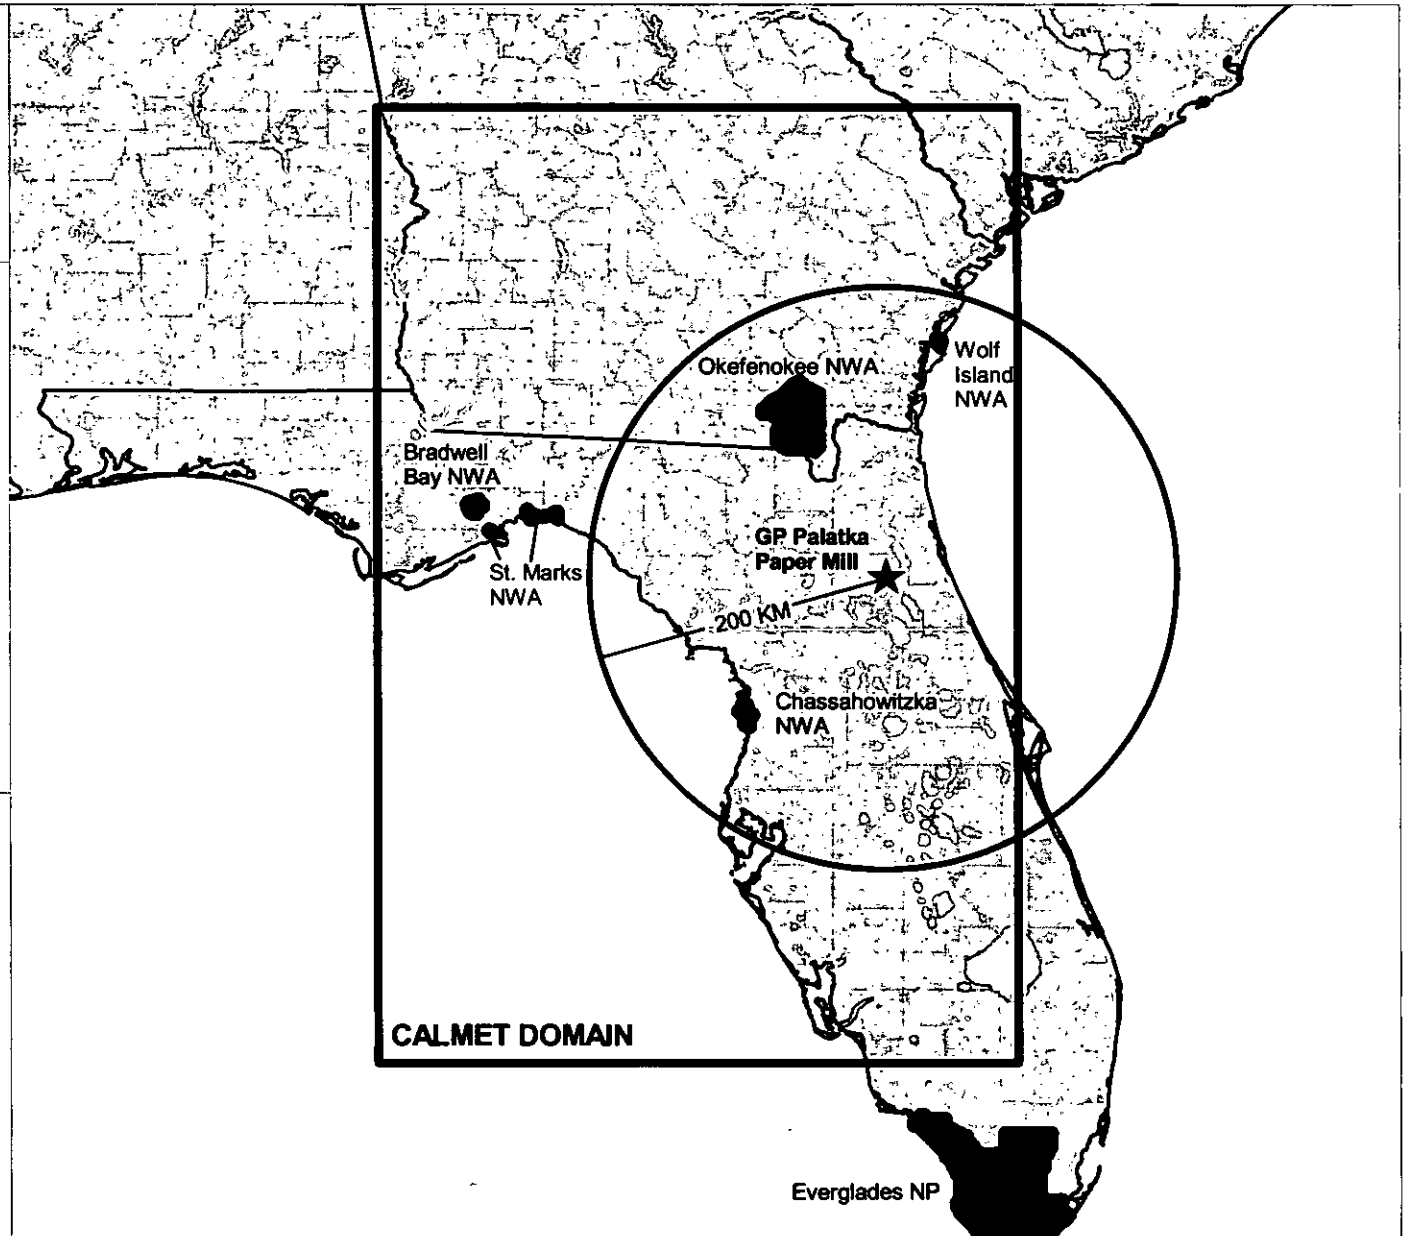 Okefenokee NWA
Wolf
Island
NWA
Bradwell
Bay NWA
GP Palatka
Paper Mill
St. Marks
NWA
200 KM
Chassahowitzka
NWA
CALMET DOMAIN
Everglades NP